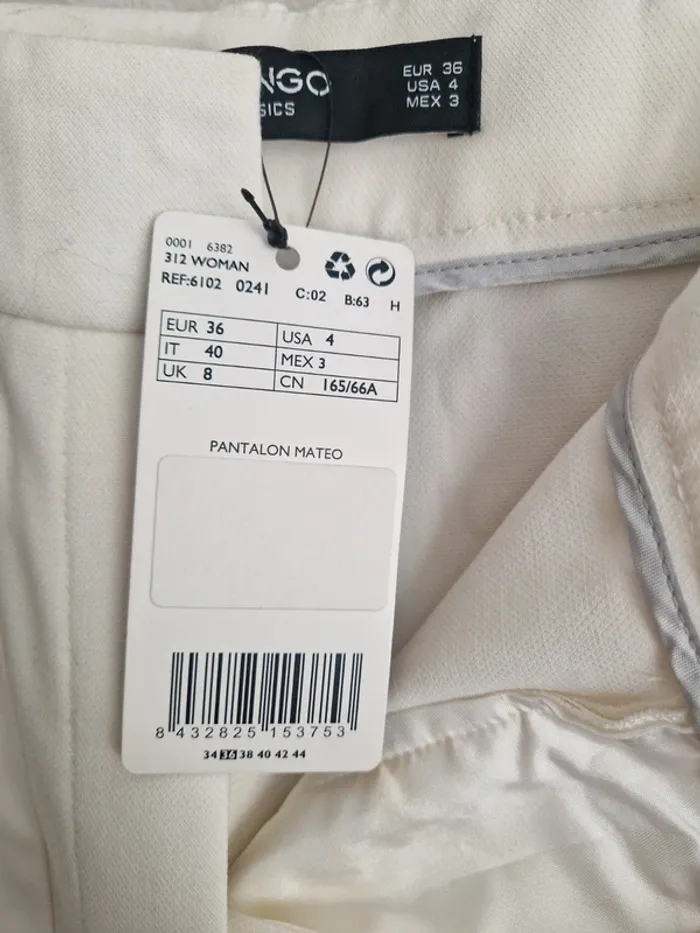 NGO
SICS
EUR 36
USA 4
MEX 3
0001 6382
312 WOMAN
REF:6102 0241 C:02 B:63 H
EUR 36 USA 4
IT 40 MEX 3
UK 8 CN 165/66A
PANTALON MATEO
8 432825 153753
34 36 38 40 42 44